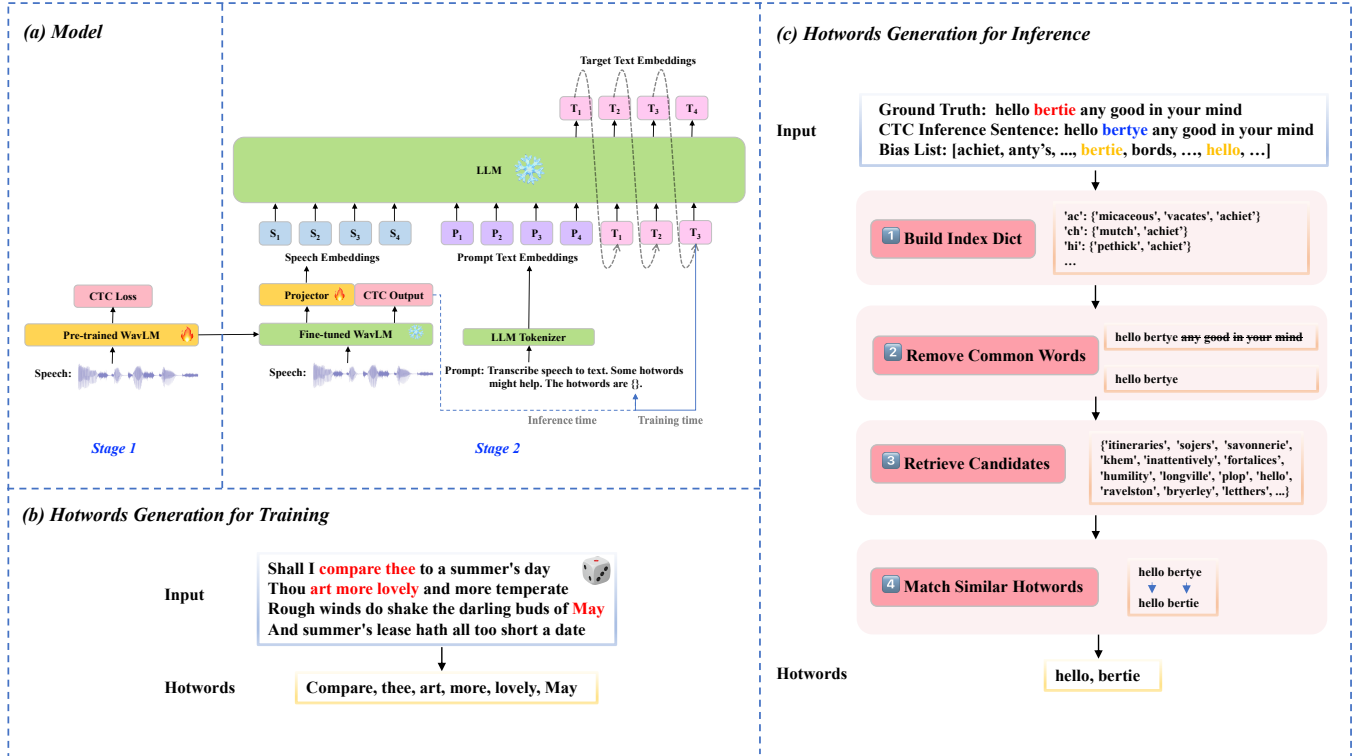 (a) Model
Target Text Embeddings
T1 T2 T3 T4
LLM
S1 S2 S3 S4 P1 P2 P3 P4 T1 T2 T3
Speech Embeddings
Prompt Text Embeddings
CTC Loss
Projector
CTC Output
Pre-trained WavLM
Fine-tuned WavLM
LLM Tokenizer
Speech:
Speech:
Prompt: Transcribe speech to text. Some hotwords
might help. The hotwords are {}.
Inference time
Training time
Stage 1
Stage 2
(b) Hotwords Generation for Training
Input
Shall I compare thee to a summer's day
Thou art more lovely and more temperate
Rough winds do shake the darling buds of May
And summer's lease hath all too short a date
Hotwords
Compare, thee, art, more, lovely, May
(c) Hotwords Generation for Inference
Input
Ground Truth: hello bertie any good in your mind
CTC Inference Sentence: hello bertye any good in your mind
Bias List: [achiet, anty's, ..., bertie, bords, …, hello, …]
1 Build Index Dict
'ac': {'micaceous', 'vacates', 'achiet'}
'ch': {'mutch', 'achiet'}
'hi': {'pethick', 'achiet'}
…
2 Remove Common Words
hello bertye any good in your mind
hello bertye
3 Retrieve Candidates
{'itineraries', 'sojers', 'savonnerie',
'khem', 'inattentively', 'fortalices',
'humility', 'longville', 'plop', 'hello',
'ravelston', 'bryerley', 'letthers', ...}
4 Match Similar Hotwords
hello bertye
hello bertie
Hotwords
hello, bertie